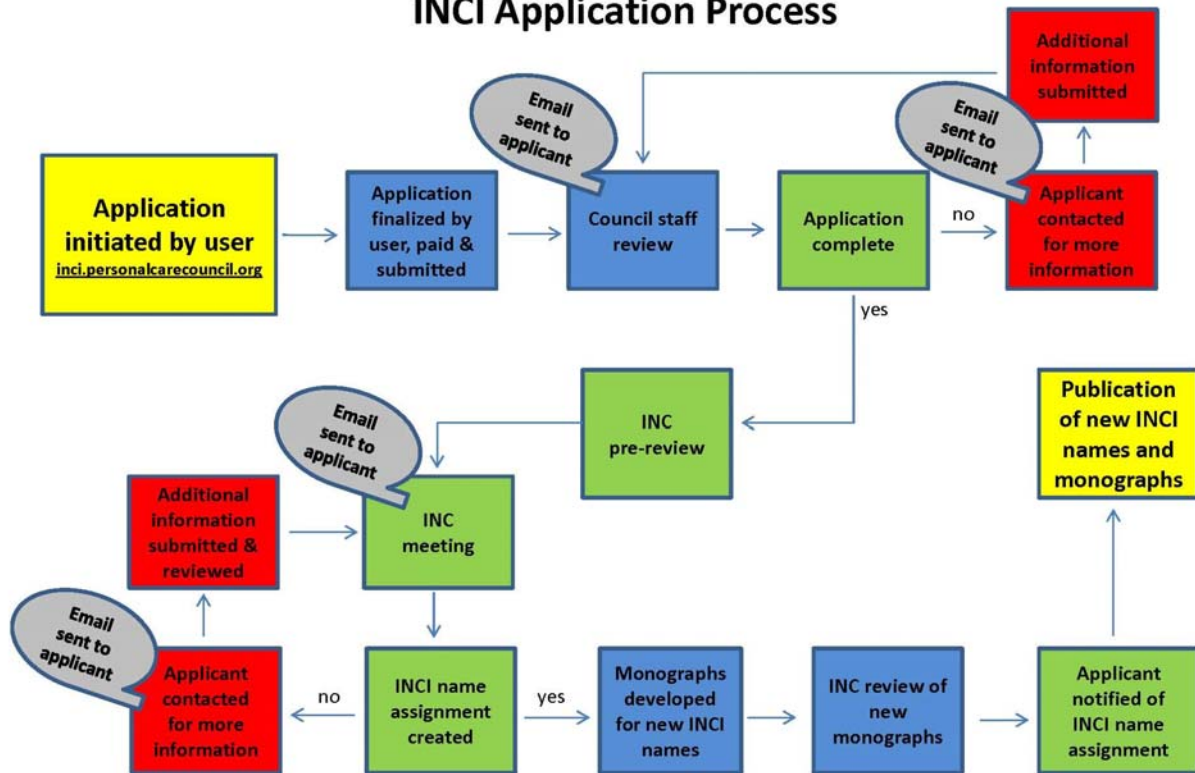 INCI Application Process
Application
initiated by user
inci.personalcarecouncil.org
Application
finalized by
user, paid &
submitted
Email
sent to
applicant
Council staff
review
Application
complete
no
Email
sent to
applicant
Applicant
contacted
for more
information
Additional
information
submitted
yes
INC
pre-review
Email
sent to
applicant
INC
meeting
INCI name
assignment
created
no
Email
sent to
applicant
Applicant
contacted
for more
information
Additional
information
submitted &
reviewed
yes
Monographs
developed
for new INCI
names
INC review of
new
monographs
Applicant
notified of
INCI name
assignment
Publication
of new INCI
names and
monographs